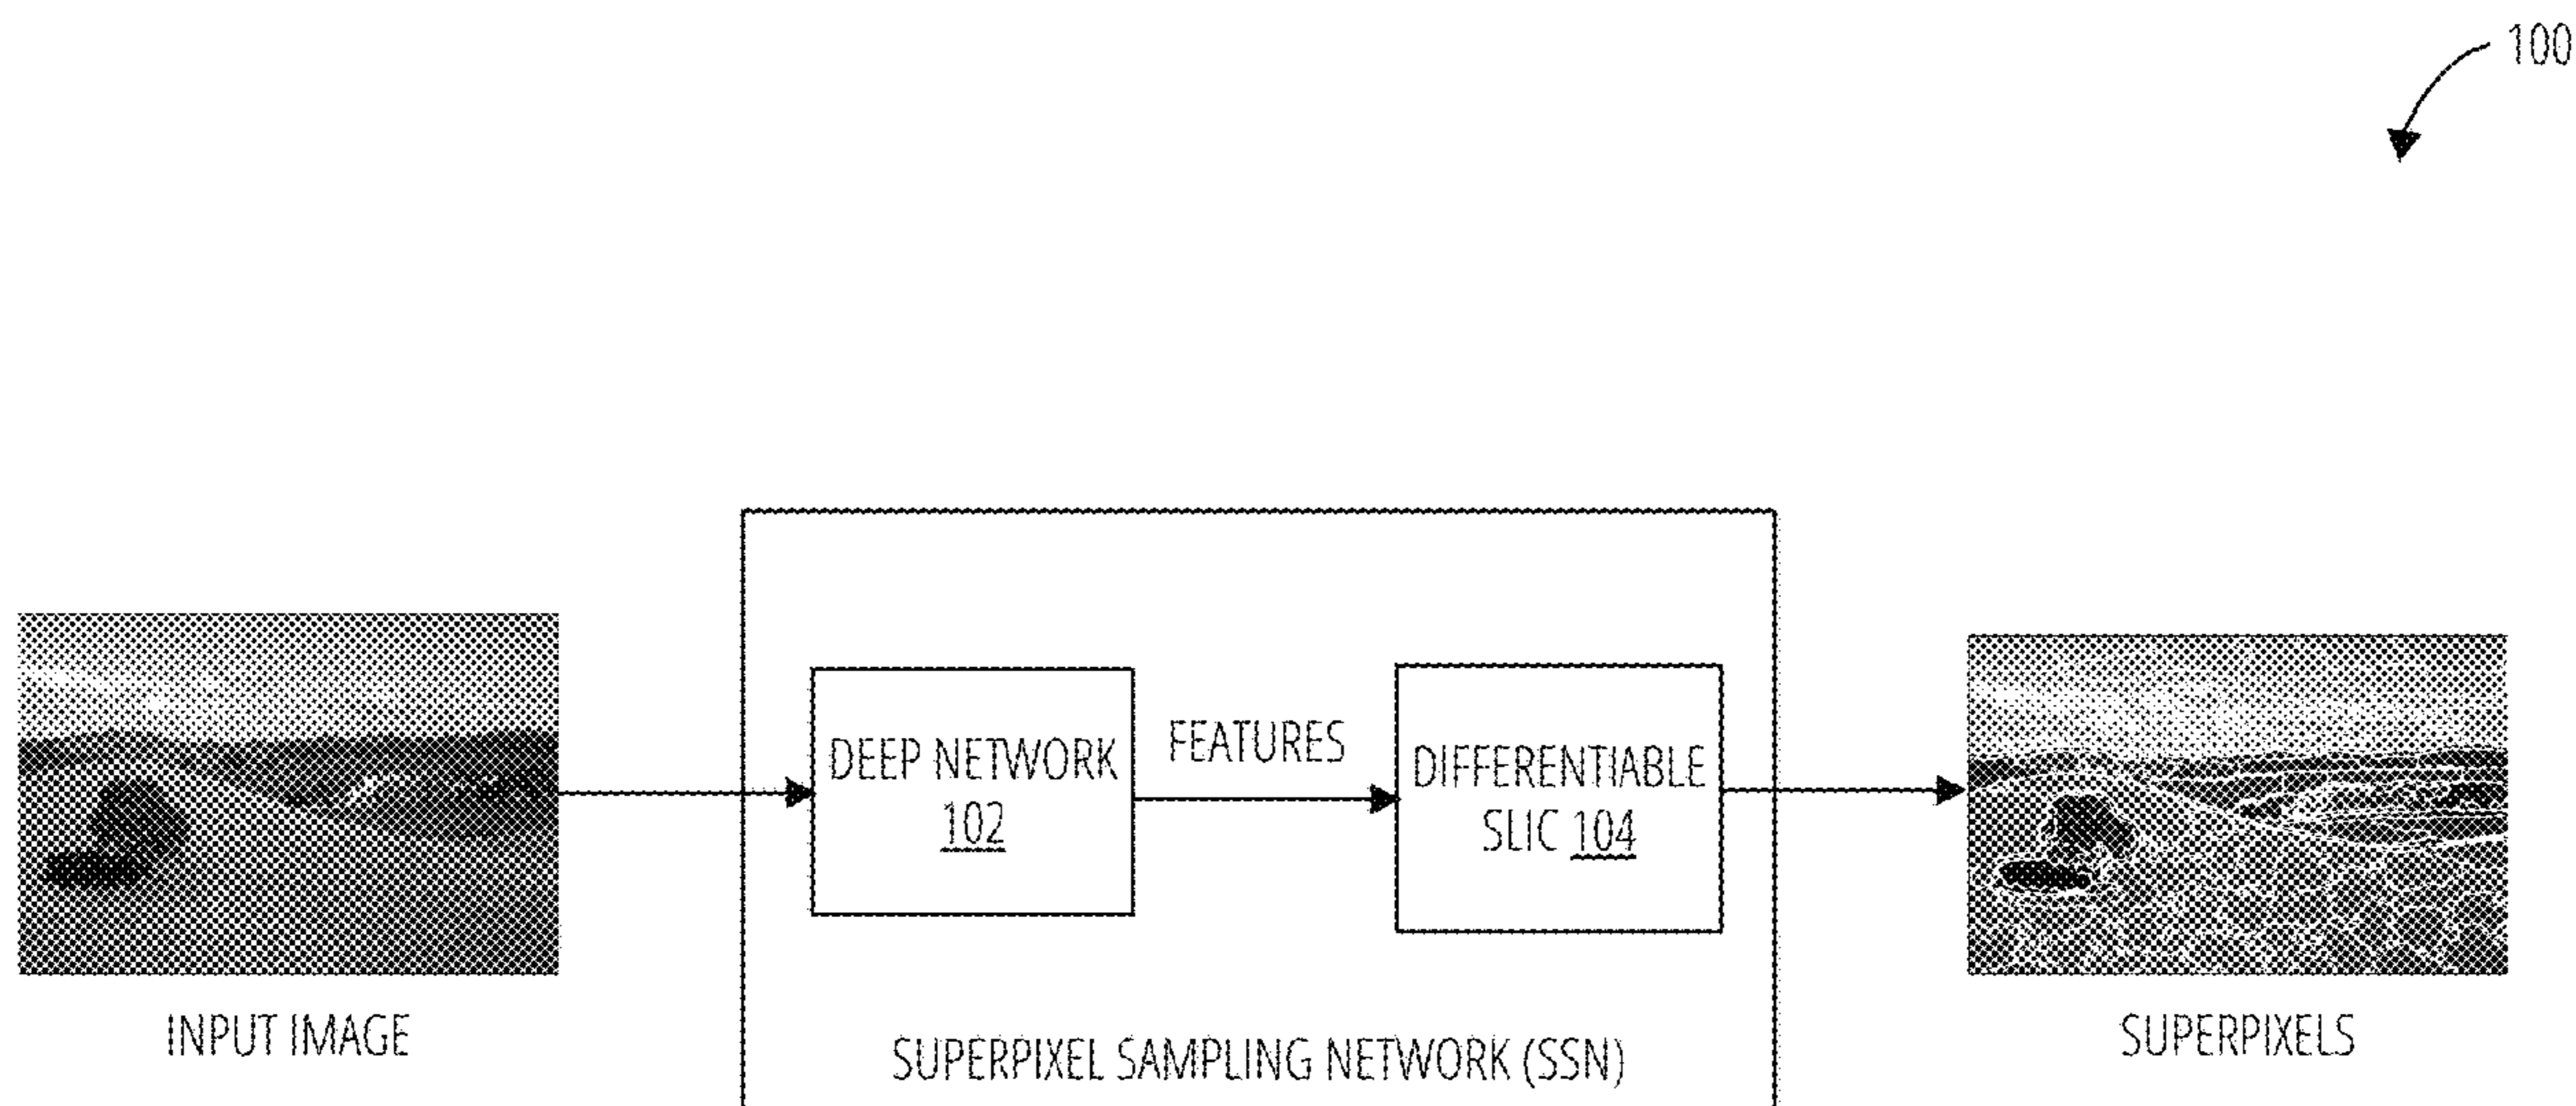 100
DEEP NETWORK
102
FEATURES
DIFFERENTIABLE
SLIC 104
INPUT IMAGE
SUPERPIXEL SAMPLING NETWORK (SSN)
SUPERPIXELS